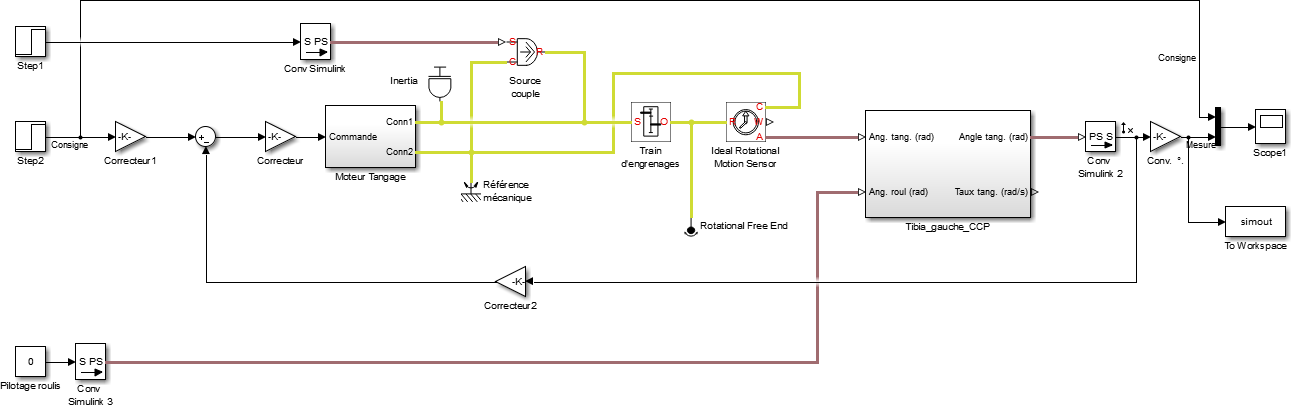 Step1
S PS
Conv Simulink
S
C
R
Source
couple
Inertia
Consigne
Step2
Consigne
-K-
Correcteur1
-K-
Correcteur
Commande
Conn1
Conn2
Moteur Tangage
Référence
mécanique
S
O
Train
d'engrenages
R
C
W
A
Ideal Rotational
Motion Sensor
Rotational Free End
Ang. tang. (rad)
Ang. roul (rad)
Angle tang. (rad)
Taux tang. (rad/s)
Tibia_gauche_CCP
PS S
Conv
Simulink 2
-K-
Conv. °.
Mesure
Scope1
simout
To Workspace
-K-
Correcteur2
0
Pilotage roulis
S PS
Conv
Simulink 3